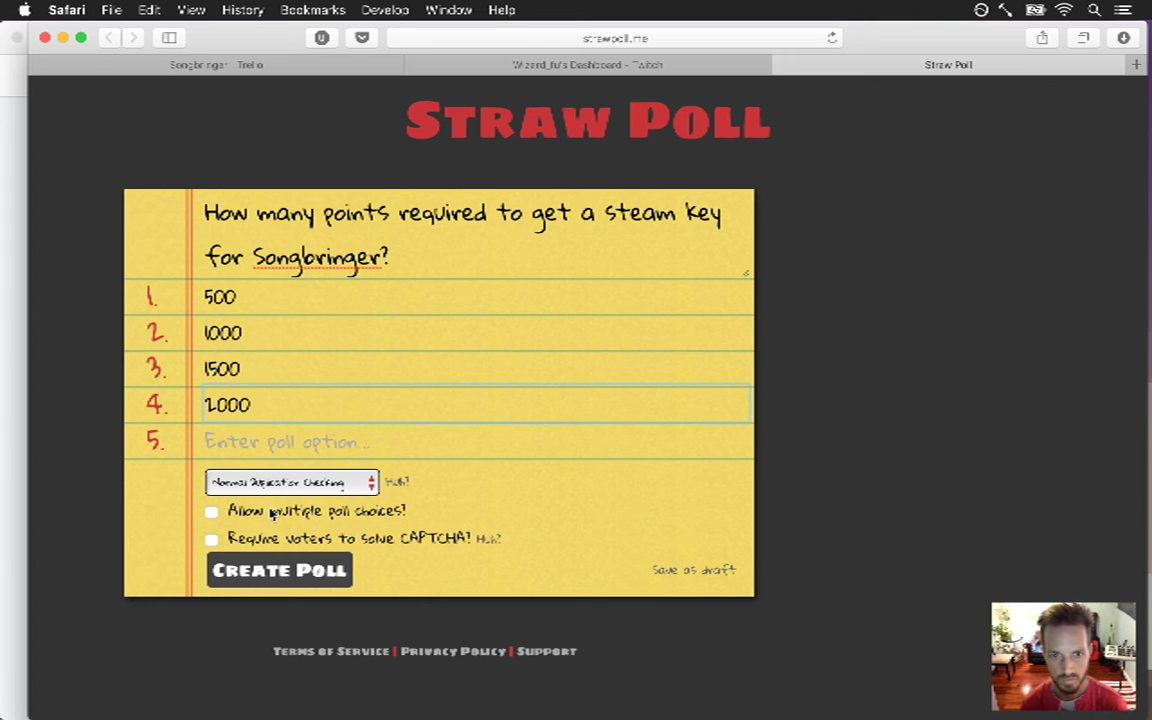 Safari File Edit View History Bookmarks Develop Window Help
strawpoll.me
Songbringer | Trello
Wizard_fu's Dashboard - Twitch
Straw Poll
Straw Poll
How many points required to get a steam key
for Songbringer?
1. 500
2. 1000
3. 1500
4. 2000
5. Enter poll option...
Normal Duplication Checking Huh?
Allow multiple poll choices?
Require voters to solve CAPTCHA? Huh?
Create Poll
Save as draft
Terms of Service | Privacy Policy | Support